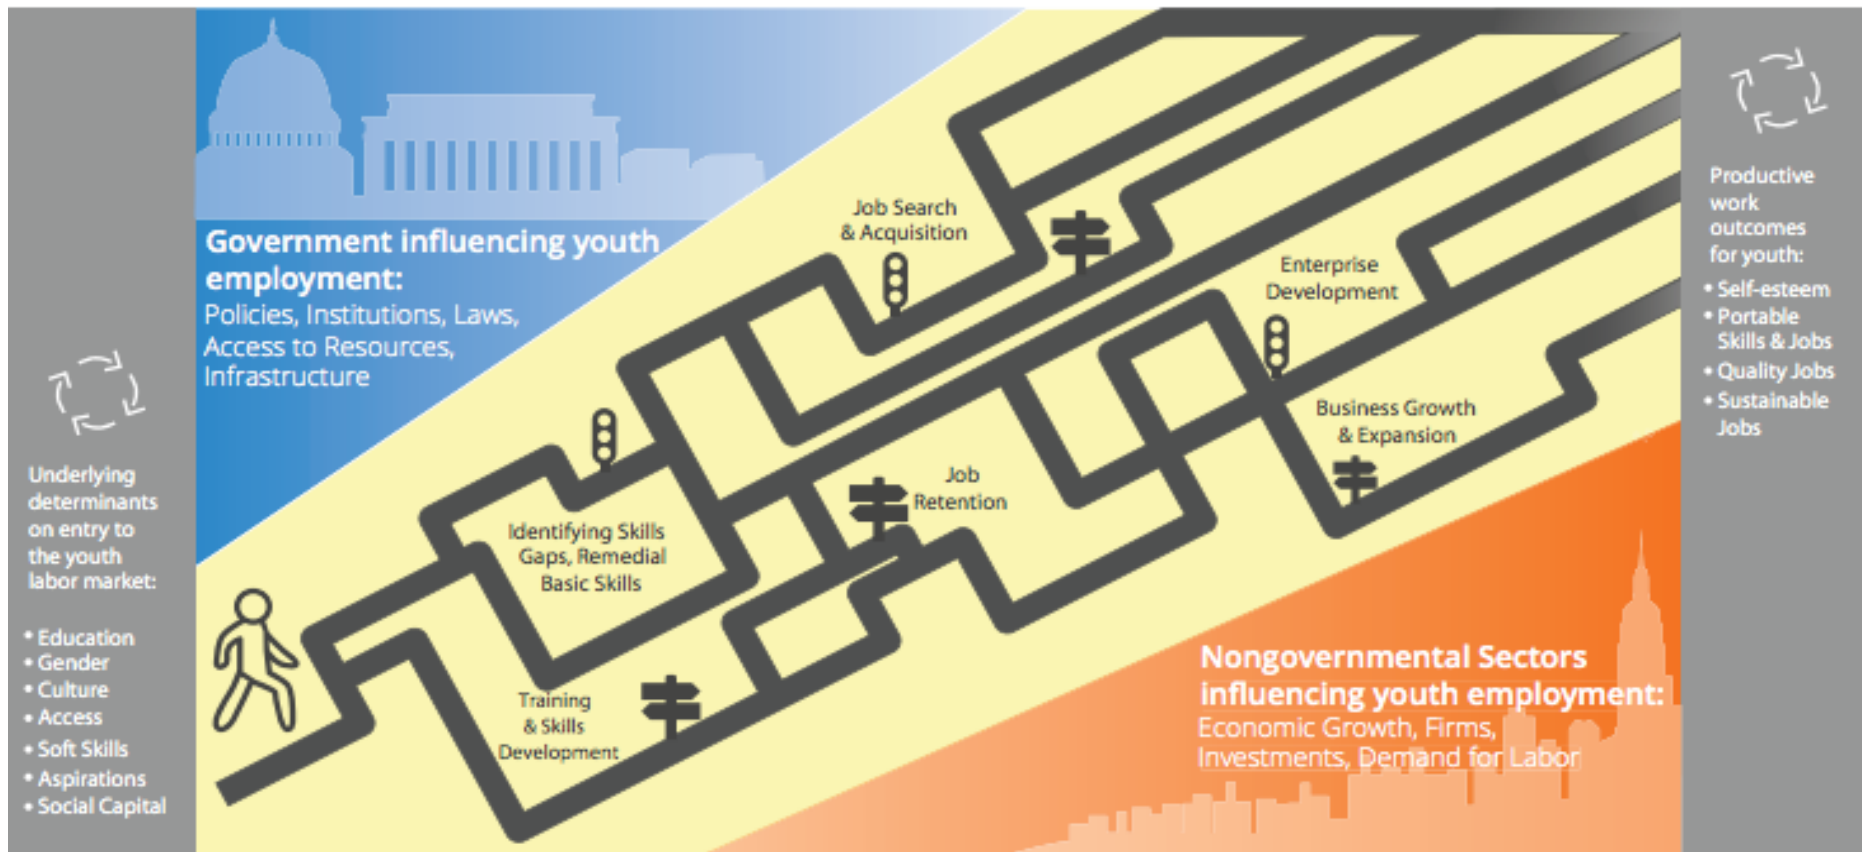 Underlying
determinants
on entry to
the youth
labor market:
• Education
• Gender
• Culture
• Access
• Soft Skills
• Aspirations
• Social Capital
Government influencing youth
employment:
Policies, Institutions, Laws,
Access to Resources,
Infrastructure
Job Search
& Acquisition
Enterprise
Development
Business Growth
& Expansion
Job
Retention
Identifying Skills
Gaps, Remedial
Basic Skills
Training
& Skills
Development
Nongovernmental Sectors
influencing youth employment:
Economic Growth, Firms,
Investments, Demand for Labor
Productive
work
outcomes
for youth:
• Self-esteem
• Portable
Skills & Jobs
• Quality Jobs
• Sustainable
Jobs